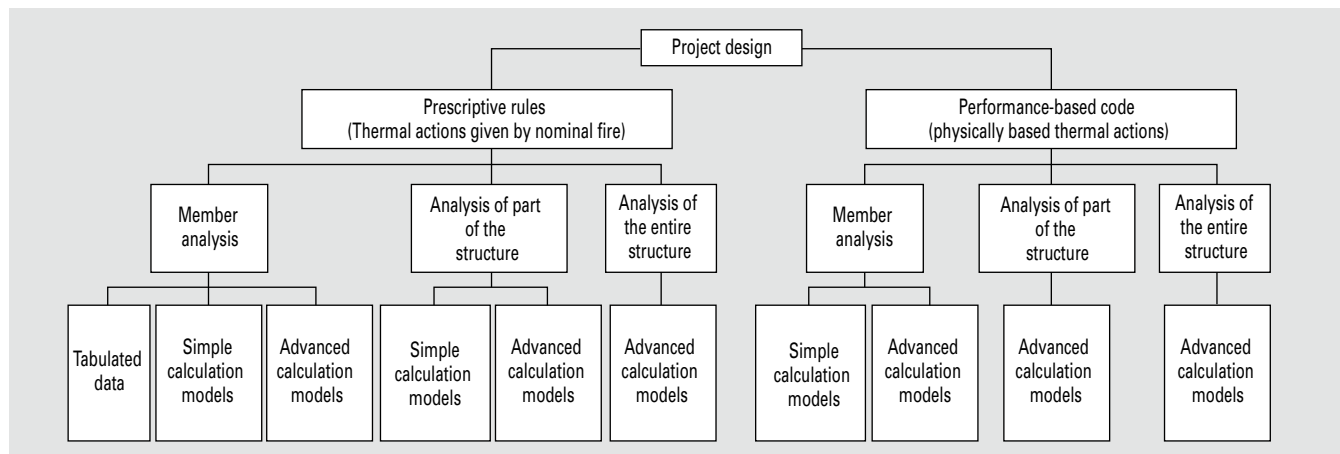 Project design
Prescriptive rules
(Thermal actions given by nominal fire)
Performance-based code
(physically based thermal actions)
Member
analysis
Analysis of part
of the
structure
Analysis of
the entire
structure
Member
analysis
Analysis of part
of the
structure
Analysis of
the entire
structure
Tabulated
data
Simple
calculation
models
Advanced
calculation
models
Simple
calculation
models
Advanced
calculation
models
Advanced
calculation
models
Simple
calculation
models
Advanced
calculation
models
Advanced
calculation
models
Advanced
calculation
models